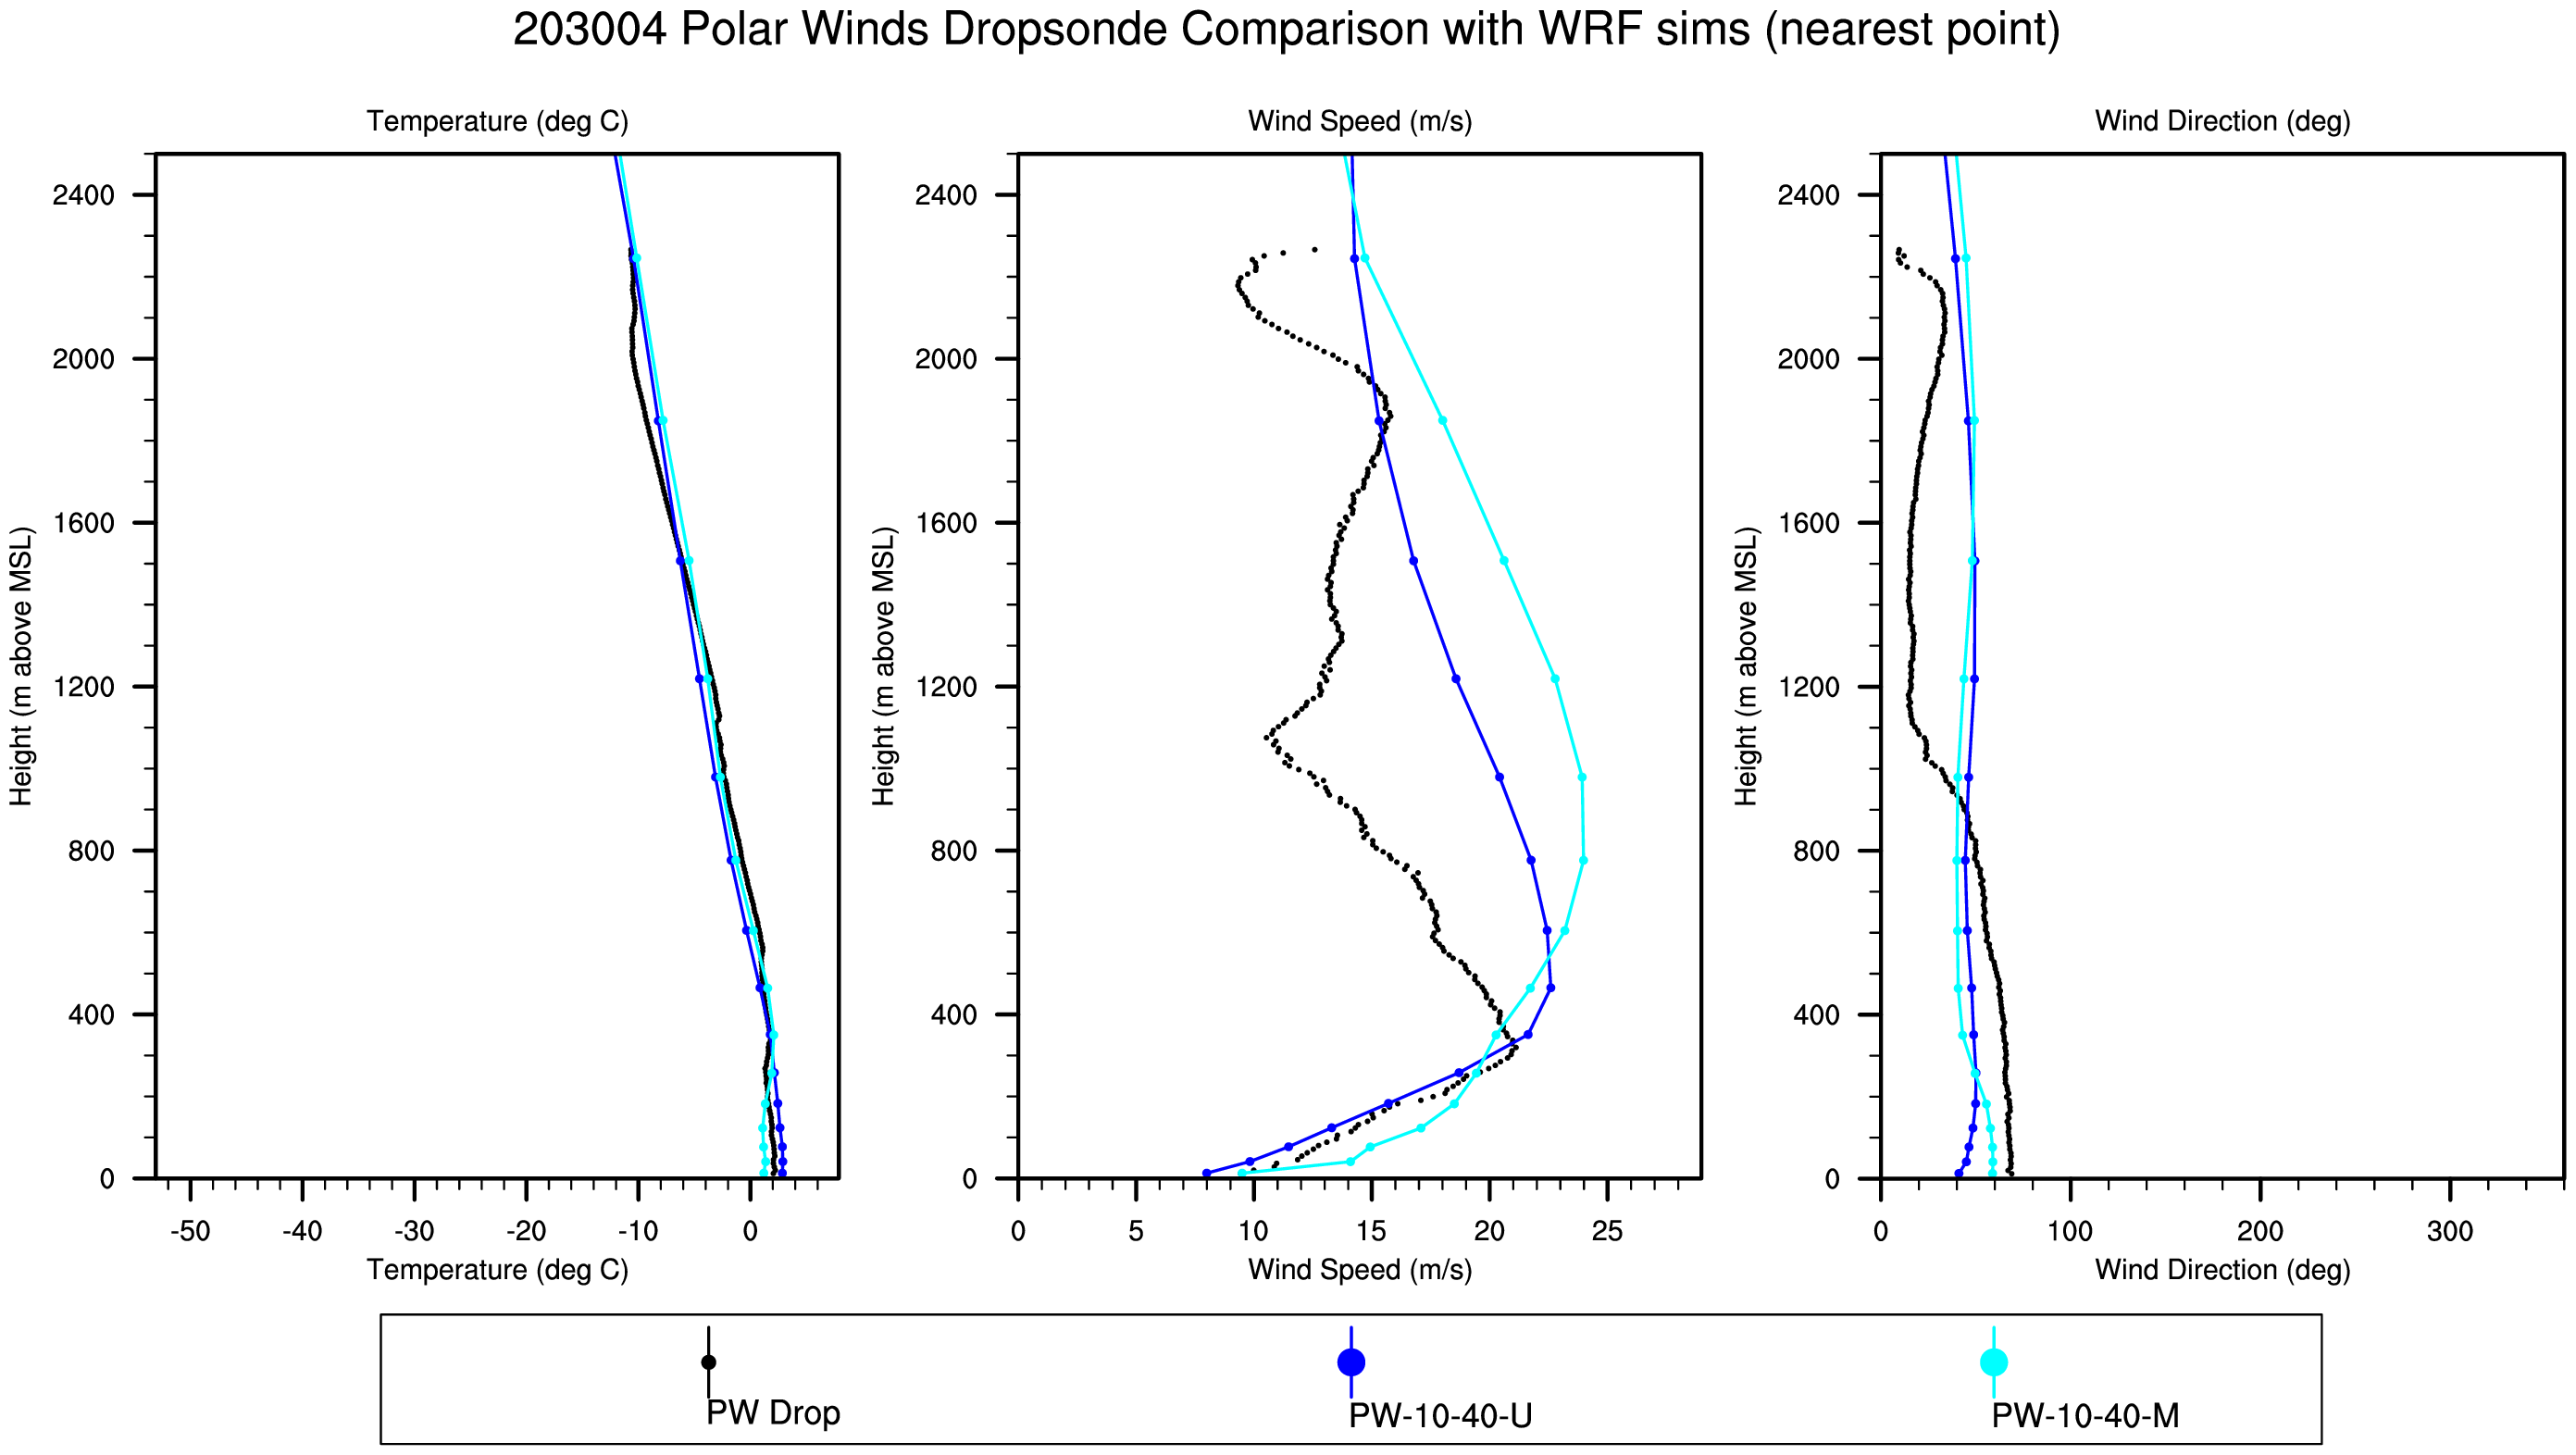 203004 Polar Winds Dropsonde Comparison with WRF sims (nearest point)
Temperature (deg C)
Wind Speed (m/s)
Wind Direction (deg)
Height (m above MSL)
2400
2000
1600
1200
800
400
0
-50 -40 -30 -20 -10 0
Temperature (deg C)
Height (m above MSL)
2400
2000
1600
1200
800
400
0
0 5 10 15 20 25
Wind Speed (m/s)
Height (m above MSL)
2400
2000
1600
1200
800
400
0
0 100 200 300
Wind Direction (deg)
PW Drop
PW-10-40-U
PW-10-40-M